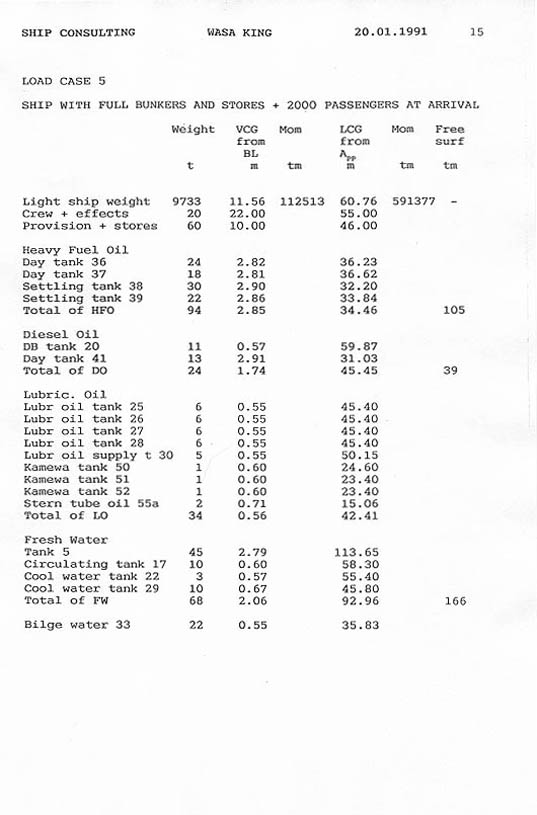 SHIP CONSULTING WASA KING 20.01.1991 15
LOAD CASE 5
SHIP WITH FULL BUNKERS AND STORES + 2000 PASSENGERS AT ARRIVAL
Weight VCG Mom LCG Mom Free
from from surf
BL App
t m tm m tm tm
Light ship weight 9733 11.56 112513 60.76 591377 -
Crew + effects 20 22.00 55.00
Provision + stores 60 10.00 46.00
Heavy Fuel Oil
Day tank 36 24 2.82 36.23
Day tank 37 18 2.81 36.62
Settling tank 38 30 2.90 32.20
Settling tank 39 22 2.86 33.84
Total of HFO 94 2.85 34.46 105
Diesel Oil
DB tank 20 11 0.57 59.87
Day tank 41 13 2.91 31.03
Total of DO 24 1.74 45.45 39
Lubric. Oil
Lubr oil tank 25 6 0.55 45.40
Lubr oil tank 26 6 0.55 45.40
Lubr oil tank 27 6 0.55 45.40
Lubr oil tank 28 6 0.55 45.40
Lubr oil supply t 30 5 0.55 50.15
Kamewa tank 50 1 0.60 24.60
Kamewa tank 51 1 0.60 23.40
Kamewa tank 52 1 0.60 23.40
Stern tube oil 55a 2 0.71 15.06
Total of LO 34 0.56 42.41
Fresh Water
Tank 5 45 2.79 113.65
Circulating tank 17 10 0.60 58.30
Cool water tank 22 3 0.57 55.40
Cool water tank 29 10 0.67 45.80
Total of FW 68 2.06 92.96 166
Bilge water 33 22 0.55 35.83